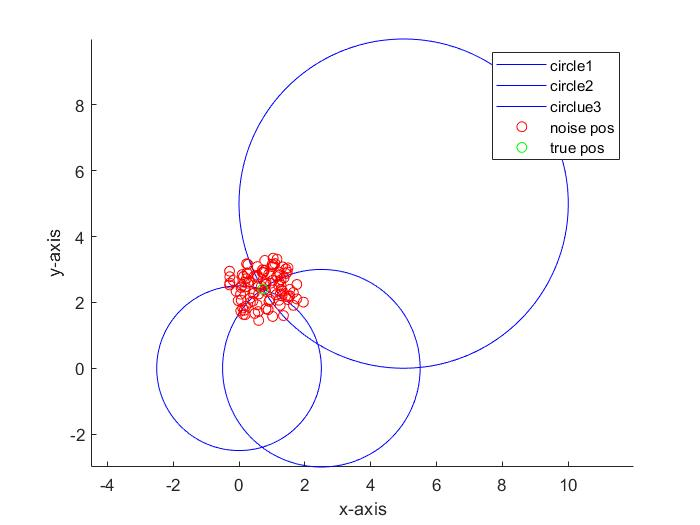 circle1
circle2
circlue3
noise pos
true pos
8
6
4
2
0
-2
y-axis
-4 -2 0 2 4 6 8 10
x-axis